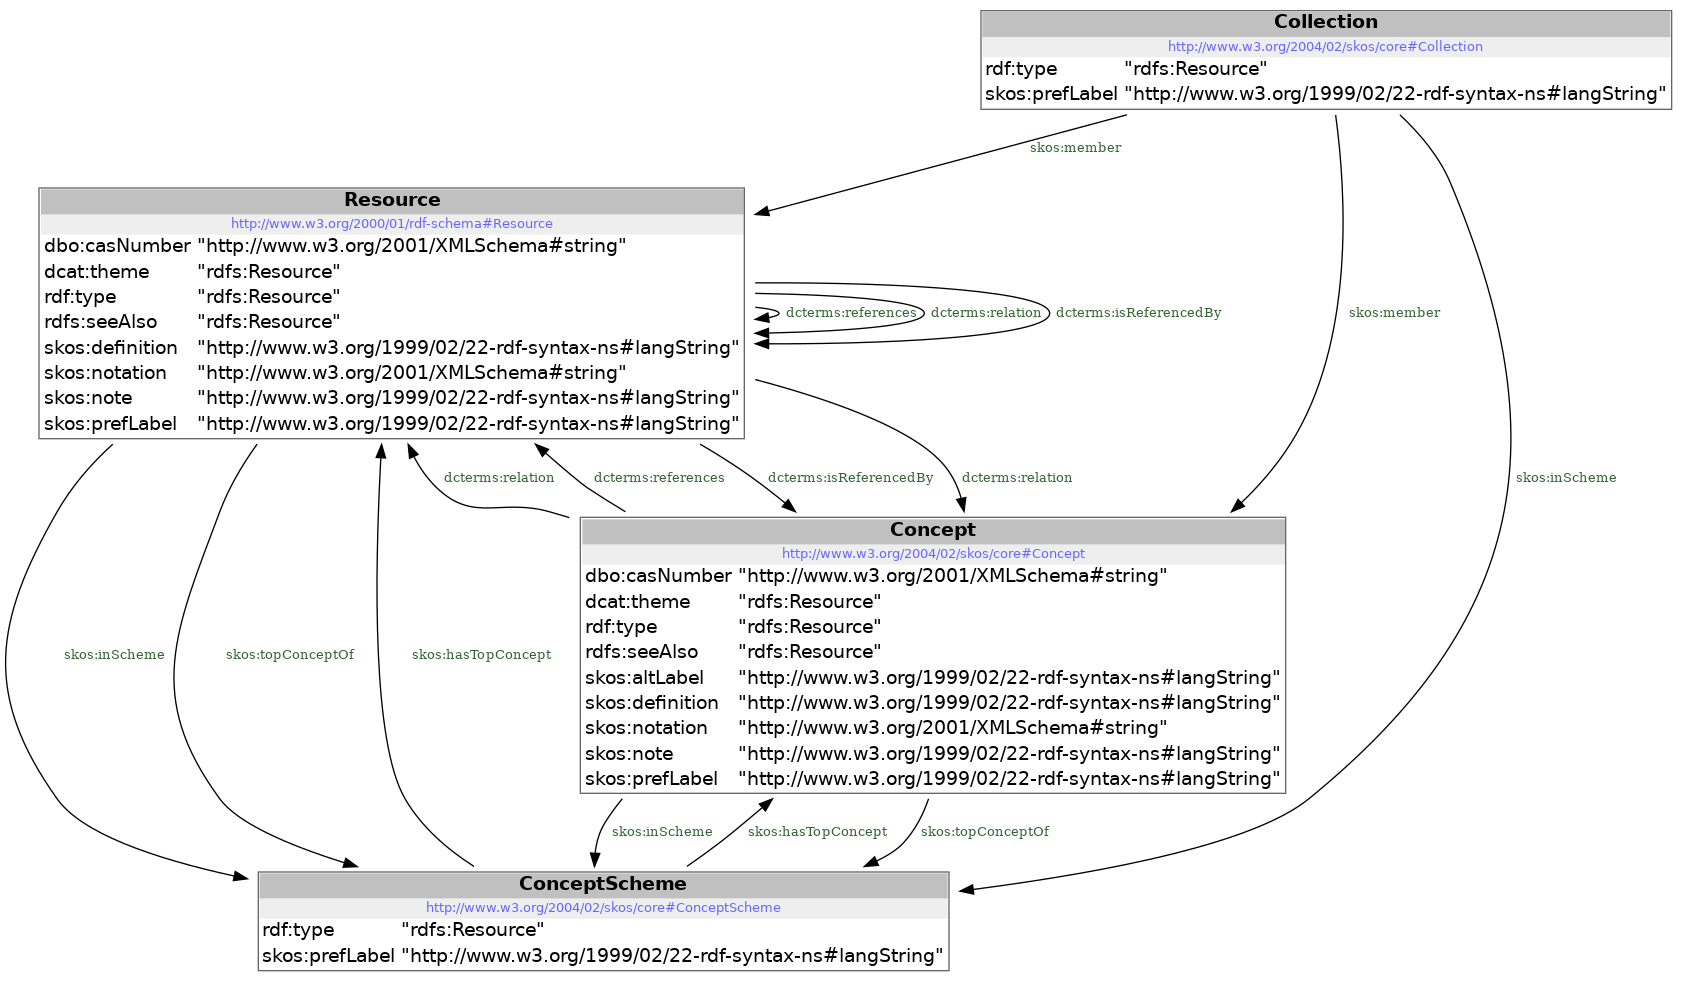 Collection
http://www.w3.org/2004/02/skos/core#Collection
rdf:type "rdfs:Resource"
skos:prefLabel "http://www.w3.org/1999/02/22-rdf-syntax-ns#langString"
skos:member
Resource
http://www.w3.org/2000/01/rdf-schema#Resource
dbo:casNumber "http://www.w3.org/2001/XMLSchema#string"
dcat:theme "rdfs:Resource"
rdf:type "rdfs:Resource"
rdfs:seeAlso "rdfs:Resource"
skos:definition "http://www.w3.org/1999/02/22-rdf-syntax-ns#langString"
skos:notation "http://www.w3.org/2001/XMLSchema#string"
skos:note "http://www.w3.org/1999/02/22-rdf-syntax-ns#langString"
skos:prefLabel "http://www.w3.org/1999/02/22-rdf-syntax-ns#langString"
dcterms:references dcterms:relation dcterms:isReferencedBy skos:member
dcterms:relation dcterms:references dcterms:isReferencedBy dcterms:relation skos:inScheme
Concept
http://www.w3.org/2004/02/skos/core#Concept
dbo:casNumber "http://www.w3.org/2001/XMLSchema#string"
dcat:theme "rdfs:Resource"
rdf:type "rdfs:Resource"
rdfs:seeAlso "rdfs:Resource"
skos:altLabel "http://www.w3.org/1999/02/22-rdf-syntax-ns#langString"
skos:definition "http://www.w3.org/1999/02/22-rdf-syntax-ns#langString"
skos:notation "http://www.w3.org/2001/XMLSchema#string"
skos:note "http://www.w3.org/1999/02/22-rdf-syntax-ns#langString"
skos:prefLabel "http://www.w3.org/1999/02/22-rdf-syntax-ns#langString"
skos:inScheme skos:topConceptOf skos:hasTopConcept
skos:inScheme skos:hasTopConcept skos:topConceptOf
ConceptScheme
http://www.w3.org/2004/02/skos/core#ConceptScheme
rdf:type "rdfs:Resource"
skos:prefLabel "http://www.w3.org/1999/02/22-rdf-syntax-ns#langString"